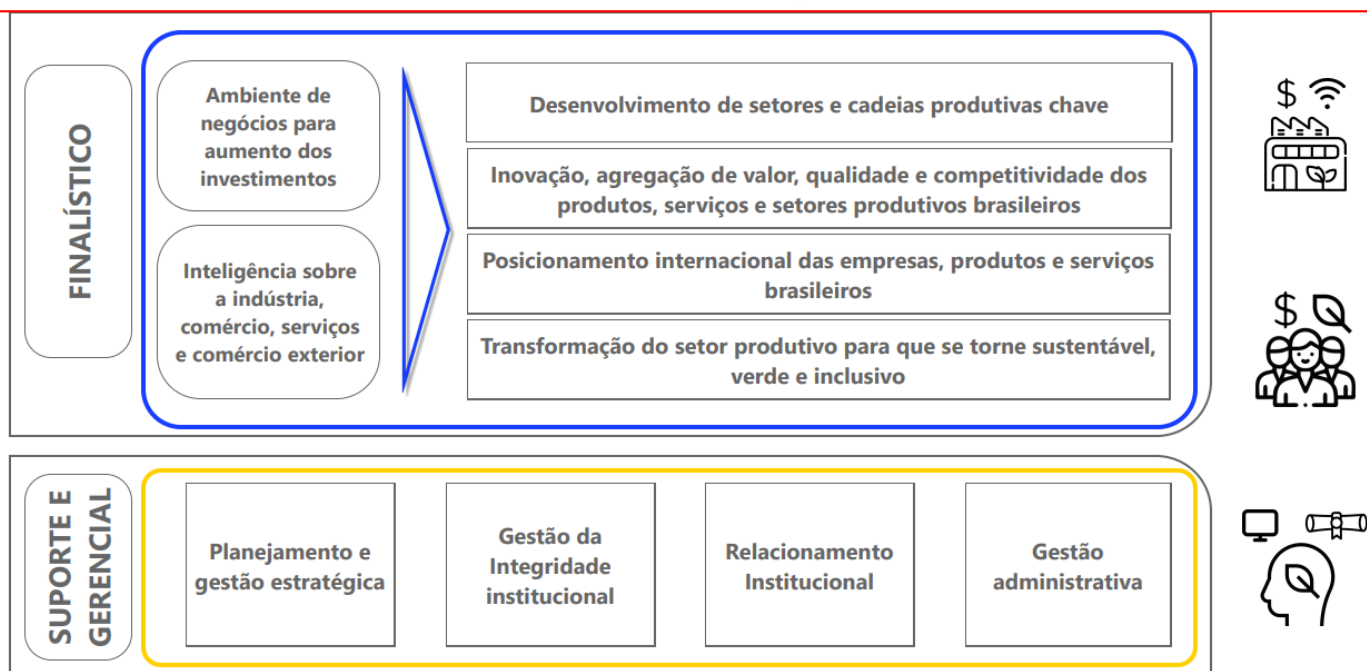 FINALÍSTICO
Ambiente de
negócios para
aumento dos
investimentos
Inteligência sobre
a indústria,
comércio, serviços
e comércio exterior
Desenvolvimento de setores e cadeias produtivas chave
Inovação, agregação de valor, qualidade e competitividade dos
produtos, serviços e setores produtivos brasileiros
Posicionamento internacional das empresas, produtos e serviços
brasileiros
Transformação do setor produtivo para que se torne sustentável,
verde e inclusivo
$
$
SUPORTE E
GERENCIAL
Planejamento e
gestão estratégica
Gestão da
Integridade
institucional
Relacionamento
Institucional
Gestão
administrativa